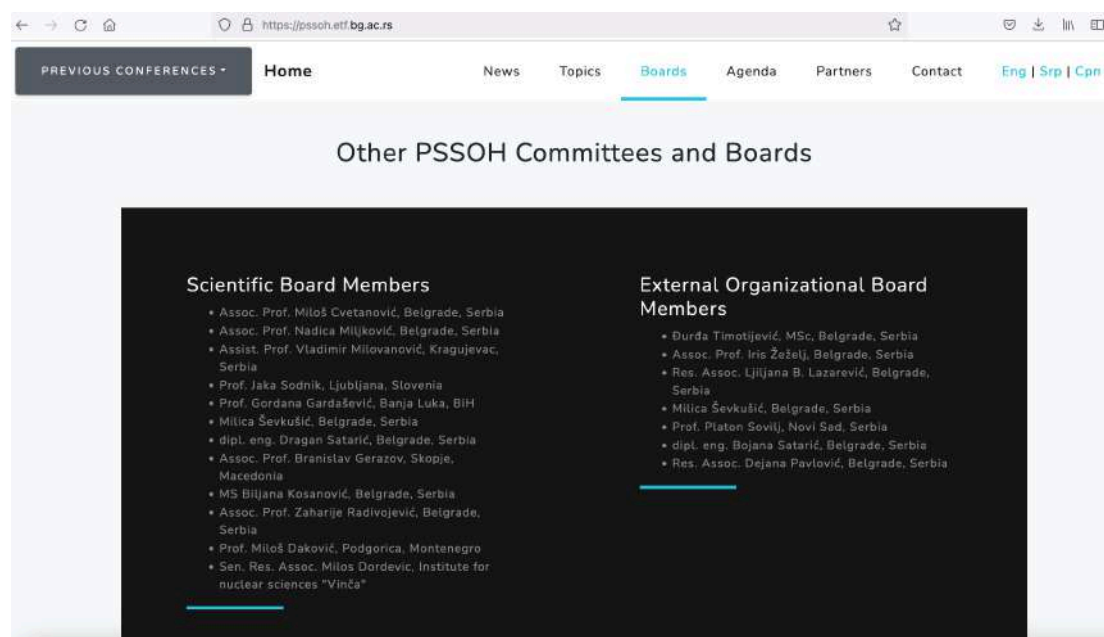 https://pssoh.etf.bg.ac.rs
PREVIOUS CONFERENCES
Home
News
Topics
Boards
Agenda
Partners
Contact
Eng | Srp | Срп
Other PSSOH Committees and Boards
Scientific Board Members
• Assoc. Prof. Miloš Cvetanović, Belgrade, Serbia
• Assoc. Prof. Nadica Miljković, Belgrade, Serbia
• Assist. Prof. Vladimir Milovanović, Kragujevac,
Serbia
• Prof. Jaka Sodnik, Ljubljana, Slovenia
• Prof. Gordana Gardašević, Banja Luka, BiH
• Milica Ševkušić, Belgrade, Serbia
• dipl. eng. Dragan Satarić, Belgrade, Serbia
• Assoc. Prof. Branislav Gerazov, Skopje,
Macedonia
• MS Biljana Kosanović, Belgrade, Serbia
• Assoc. Prof. Zaharije Radivojević, Belgrade,
Serbia
• Prof. Miloš Daković, Podgorica, Montenegro
• Sen. Res. Assoc. Milos Dordevic, Institute for
nuclear sciences "Vinča"
External Organizational Board
Members
• Đurđa Timotijević, MSc, Belgrade, Serbia
• Assoc. Prof. Iris Žeželj, Belgrade, Serbia
• Res. Assoc. Ljiljana B. Lazarević, Belgrade,
Serbia
• Milica Ševkušić, Belgrade, Serbia
• Prof. Platon Sovilj, Novi Sad, Serbia
• dipl. eng. Bojana Satarić, Belgrade, Serbia
• Res. Assoc. Dejana Pavlović, Belgrade, Serbia